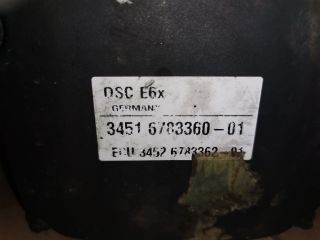 DSC E6x
GERMANY
3451 6783360-01
ECU 3452 6783362-01